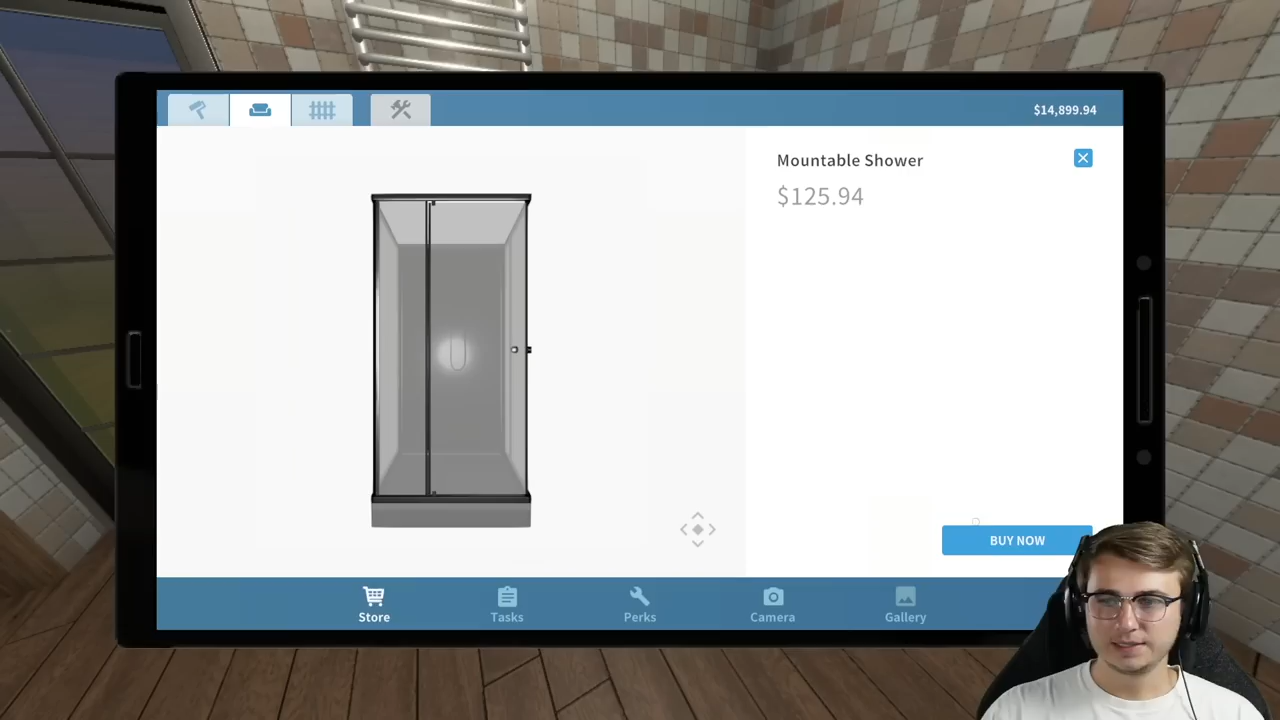 $14,899.94
Mountable Shower
$125.94
BUY NOW
Store
Tasks
Perks
Camera
Gallery